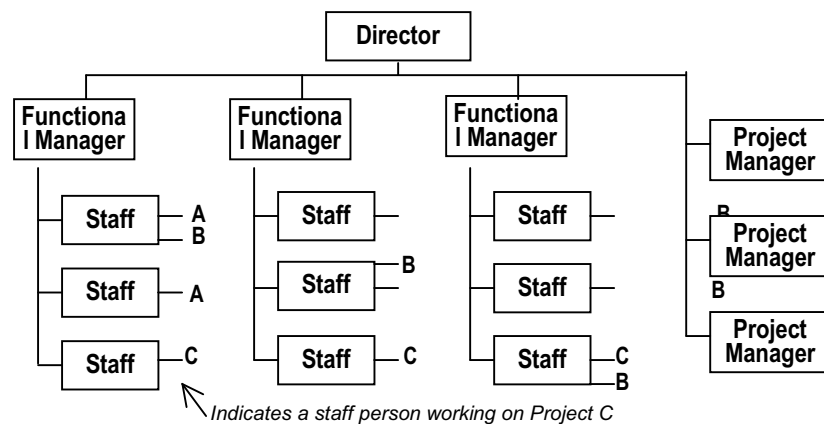 Director
Functiona
l Manager
Functiona
l Manager
Functiona
l Manager
Project
Manager
Staff
A
B
Staff
Staff
B
Project
Manager
Staff
A
Staff
B
Staff
B
Project
Manager
Staff
C
Staff
C
Staff
C
B
Indicates a staff person working on Project C